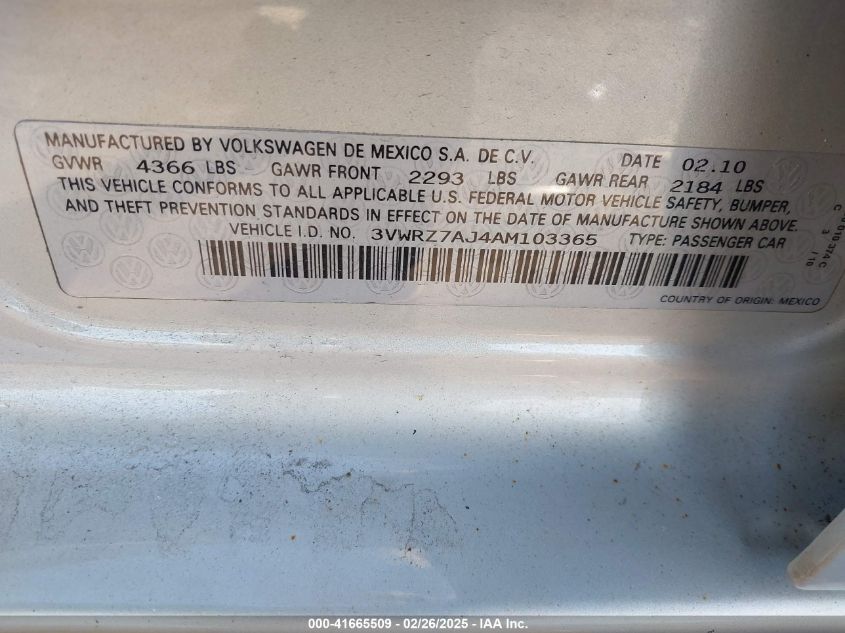 MANUFACTURED BY VOLKSWAGEN DE MEXICO S.A. DE C.V. DATE 02.10
GVWR 4366 LBS GAWR FRONT 2293 LBS GAWR REAR 2184 LBS
THIS VEHICLE CONFORMS TO ALL APPLICABLE U.S. FEDERAL MOTOR VEHICLE SAFETY, BUMPER,
AND THEFT PREVENTION STANDARDS IN EFFECT ON THE DATE OF MANUFACTURE SHOWN ABOVE.
VEHICLE I.D. NO. 3VWRZ7AJ4AM103365 TYPE: PASSENGER CAR
COUNTRY OF ORIGIN: MEXICO
000-41665509 - 02/26/2025 - IAA Inc.